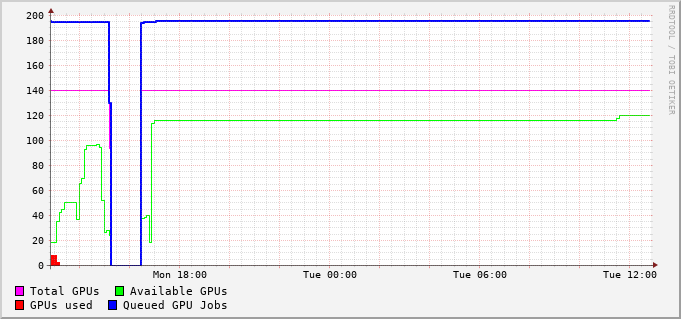 200
180
160
140
120
100
80
60
40
20
0
Mon 18:00 Tue 00:00 Tue 06:00 Tue 12:00
Total GPUs Available GPUs
GPUs used Queued GPU Jobs
RRDTOOL / TOBI OETIKER